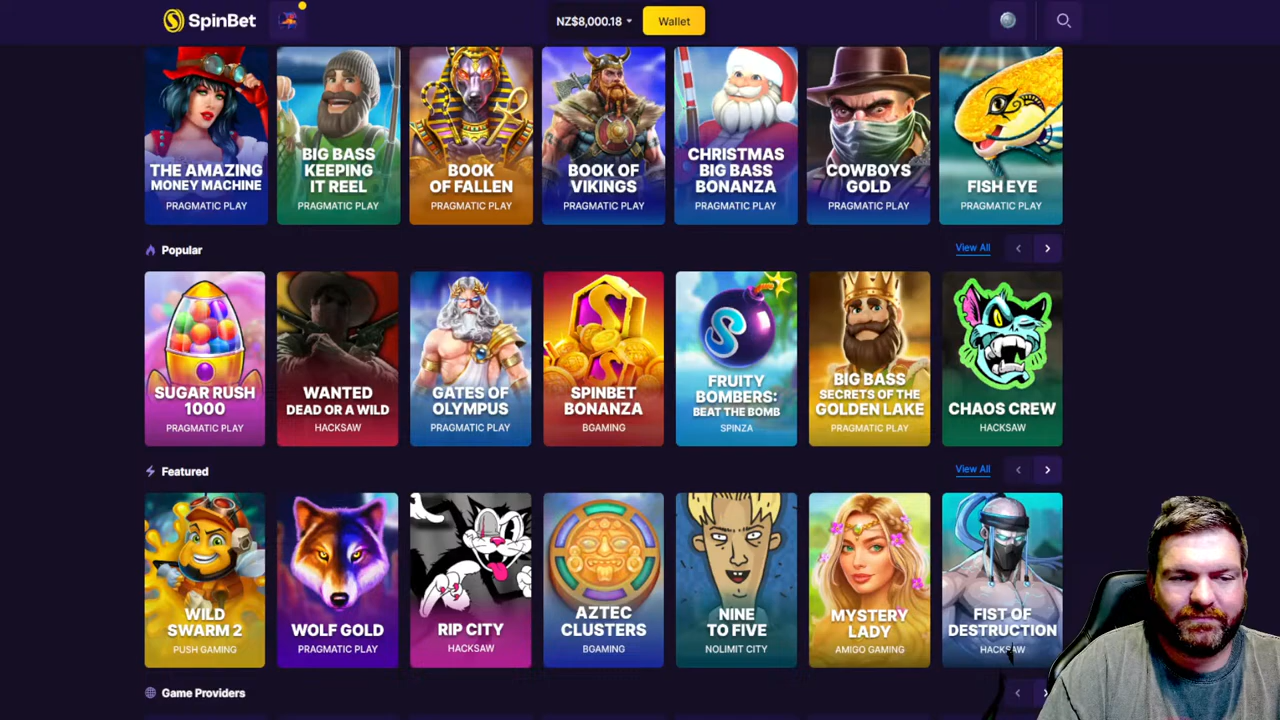 SpinBet
NZ$8,000.18
Wallet
THE AMAZING
MONEY MACHINE
PRAGMATIC PLAY
BIG BASS
KEEPING
IT REEL
PRAGMATIC PLAY
BOOK
OF FALLEN
PRAGMATIC PLAY
BOOK OF
VIKINGS
PRAGMATIC PLAY
CHRISTMAS
BIG BASS
BONANZA
PRAGMATIC PLAY
COWBOYS
GOLD
PRAGMATIC PLAY
FISH EYE
PRAGMATIC PLAY
Popular
View All
SUGAR RUSH
1000
PRAGMATIC PLAY
WANTED
DEAD OR A WILD
HACKSAW
GATES OF
OLYMPUS
PRAGMATIC PLAY
SPINBET
BONANZA
BGAMING
FRUITY
BOMBERS:
BEAT THE BOMB
SPINZA
BIG BASS
SECRETS OF THE
GOLDEN LAKE
PRAGMATIC PLAY
CHAOS CREW
HACKSAW
Featured
View All
WILD
SWARM 2
PUSH GAMING
WOLF GOLD
PRAGMATIC PLAY
RIP CITY
HACKSAW
AZTEC
CLUSTERS
BGAMING
NINE
TO FIVE
NOLIMIT CITY
MYSTERY
LADY
AMIGO GAMING
FIST OF
DESTRUCTION
HACKSAW
Game Providers